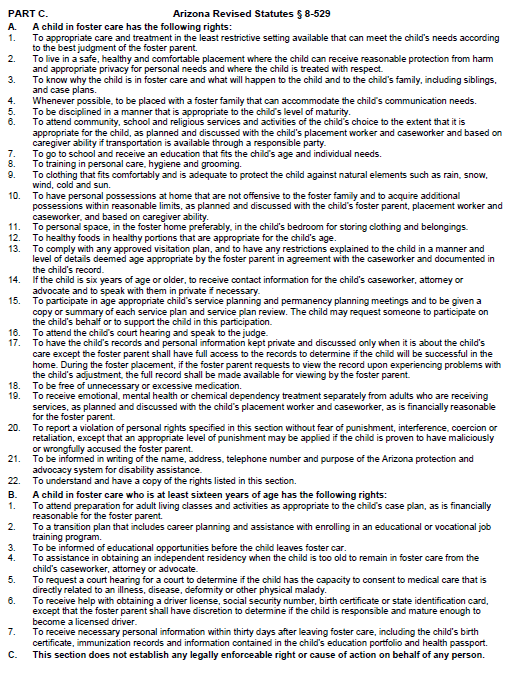 PART C. Arizona Revised Statutes § 8-529
A. A child in foster care has the following rights:
1. To appropriate care and treatment in the least restrictive setting available that can meet the child's needs according
to the best judgment of the foster parent.
2. To live in a safe, healthy and comfortable placement where the child can receive reasonable protection from harm
and appropriate privacy for personal needs and where the child is treated with respect.
3. To know why the child is in foster care and what will happen to the child and to the child's family, including siblings,
and case plans.
4. Whenever possible, to be placed with a foster family that can accommodate the child's communication needs.
5. To be disciplined in a manner that is appropriate to the child's level of maturity.
6. To attend community, school and religious services and activities of the child's choice to the extent that it is
appropriate for the child, as planned and discussed with the child's placement worker and caseworker and based on
caregiver ability if transportation is available through a responsible party.
7. To go to school and receive an education that fits the child's age and individual needs.
8. To training in personal care, hygiene and grooming.
9. To clothing that fits comfortably and is adequate to protect the child against natural elements such as rain, snow,
wind, cold and sun.
10. To have personal possessions at home that are not offensive to the foster family and to acquire additional
possessions within reasonable limits, as planned and discussed with the child's foster parent, placement worker and
caseworker, and based on caregiver ability.
11. To personal space, in the foster home preferably, in the child's bedroom for storing clothing and belongings.
12. To healthy foods in healthy portions that are appropriate for the child's age.
13. To comply with any approved visitation plan, and to have any restrictions explained to the child in a manner and
level of details deemed age appropriate by the foster parent in agreement with the caseworker and documented in
the child's record.
14. If the child is six years of age or older, to receive contact information for the child's caseworker, attorney or
advocate and to speak with them in private if necessary.
15. To participate in age appropriate child's service planning and permanency planning meetings and to be given a
copy or summary of each service plan and service plan review. The child may request someone to participate on
the child's behalf or to support the child in this participation.
16. To attend the child's court hearing and speak to the judge.
17. To have the child's records and personal information kept private and discussed only when it is about the child's
care except the foster parent shall have full access to the records to determine if the child will be successful in the
home. During the foster placement, if the foster parent requests to view the record upon experiencing problems with
the child's adjustment, the full record shall be made available for viewing by the foster parent.
18. To be free of unnecessary or excessive medication.
19. To receive emotional, mental health or chemical dependency treatment separately from adults who are receiving
services, as planned and discussed with the child's placement worker and caseworker, as is financially reasonable
for the foster parent.
20. To report a violation of personal rights specified in this section without fear of punishment, interference, coercion or
retaliation, except that an appropriate level of punishment may be applied if the child is proven to have maliciously
or wrongfully accused the foster parent.
21. To be informed in writing of the name, address, telephone number and purpose of the Arizona protection and
advocacy system for disability assistance.
22. To understand and have a copy of the rights listed in this section.
B. A child in foster care who is at least sixteen years of age has the following rights:
1. To attend preparation for adult living classes and activities as appropriate to the child's case plan, as is financially
reasonable for the foster parent.
2. To a transition plan that includes career planning and assistance with enrolling in an educational or vocational job
training program.
3. To be informed of educational opportunities before the child leaves foster car.
4. To assistance in obtaining an independent residency when the child is too old to remain in foster care from the
child's caseworker, attorney or advocate.
5. To request a court hearing for a court to determine if the child has the capacity to consent to medical care that is
directly related to an illness, disease, deformity or other physical malady.
6. To receive help with obtaining a driver license, social security number, birth certificate or state identification card,
except that the foster parent shall have discretion to determine if the child is responsible and mature enough to
become a licensed driver.
7. To receive necessary personal information within thirty days after leaving foster care, including the child's birth
certificate, immunization records and information contained in the child's education portfolio and health passport.
C. This section does not establish any legally enforceable right or cause of action on behalf of any person.